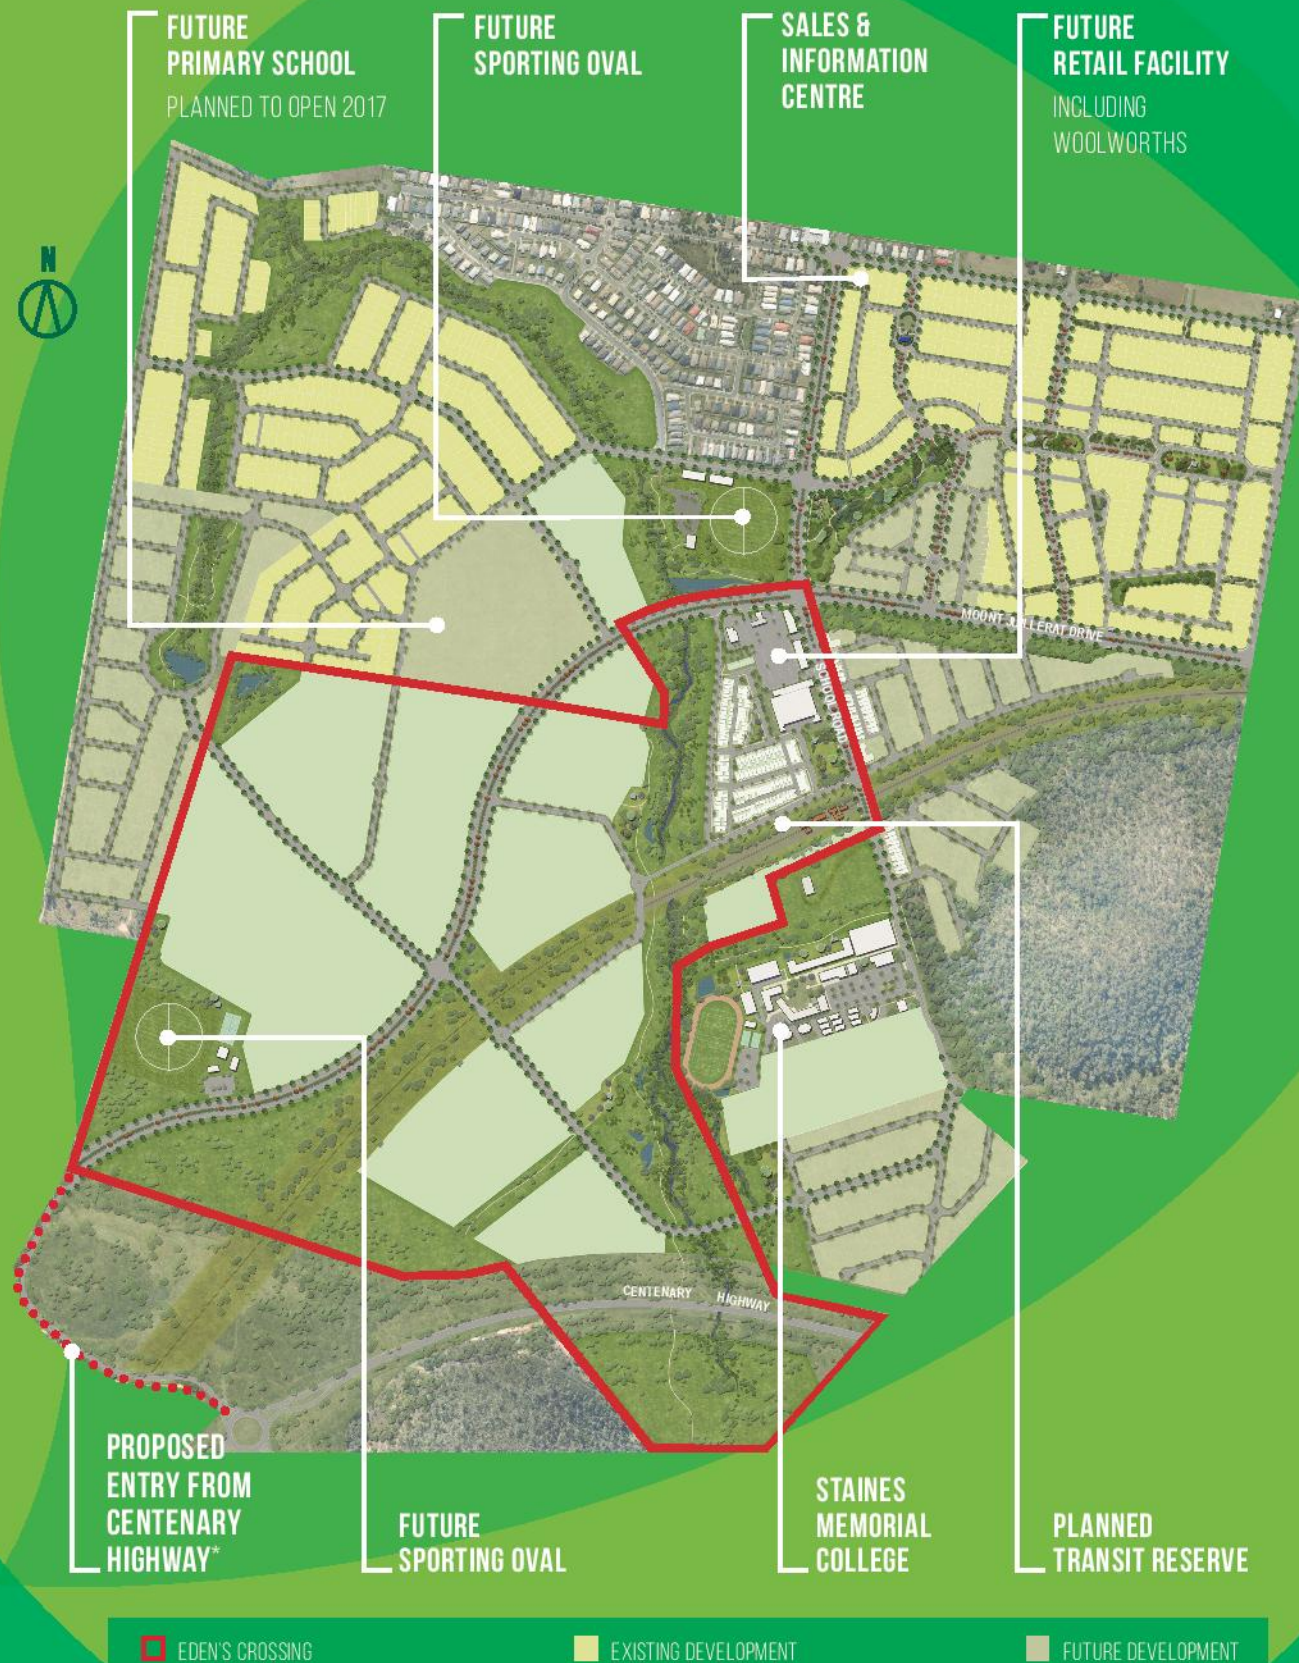 FUTURE
PRIMARY SCHOOL
PLANNED TO OPEN 2017
FUTURE
SPORTING OVAL
SALES &
INFORMATION
CENTRE
FUTURE
RETAIL FACILITY
INCLUDING
WOOLWORTHS
N
MOUNT JUILLERAT DRIVE
SCHOOL ROAD
CENTENARY HIGHWAY
PROPOSED
ENTRY FROM
CENTENARY
HIGHWAY*
FUTURE
SPORTING OVAL
STAINES
MEMORIAL
COLLEGE
PLANNED
TRANSIT RESERVE
EDEN'S CROSSING
EXISTING DEVELOPMENT
FUTURE DEVELOPMENT